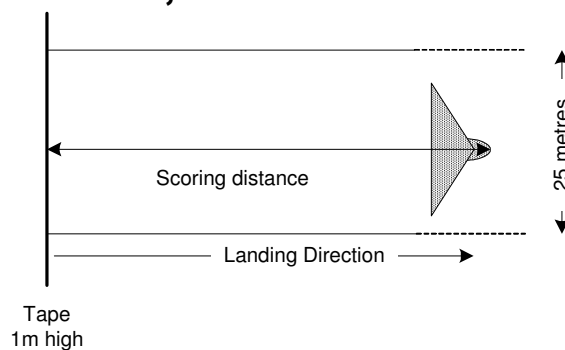 Scoring distance
25 metres
Landing Direction
Tape
1m high